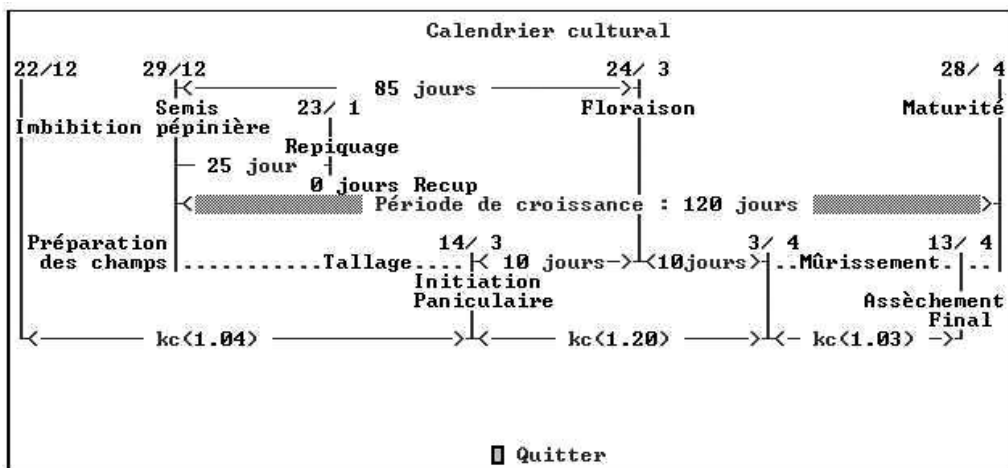 Calendrier cultural
22/12 29/12 24/ 3 28/ 4
85 jours
Semis 23/ 1 Floraison Maturité
Imbibition pépinière
Repiquage
25 jour
0 jours Recup
Période de croissance : 120 jours
Préparation 14/ 3 3/ 4 13/ 4
des champs ...........Tallage.... 10 jours 10jours ..Mûrissement. ..
Initiation
Paniculaire Assèchement
Final
kc(1.04) kc(1.20) kc(1.03)
Quitter